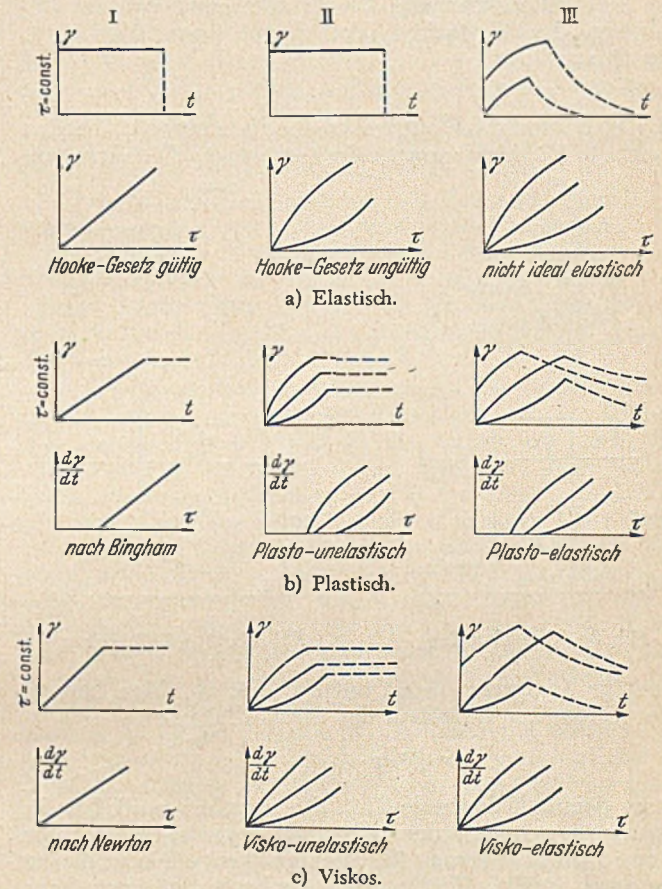 I II III
γ γ γ
τ=const.
t t t
γ γ γ
τ τ τ
Hooke-Gesetz gültig Hooke-Gesetz ungültig nicht ideal elastisch
a) Elastisch.
γ γ γ
τ=const.
t t t
dγ/dt dγ/dt dγ/dt
τ τ τ
nach Bingham Plasto-unelastisch Plasto-elastisch
b) Plastisch.
γ γ γ
τ=const.
t t t
dγ/dt dγ/dt dγ/dt
τ τ τ
nach Newton Visko-unelastisch Visko-elastisch
c) Viskos.